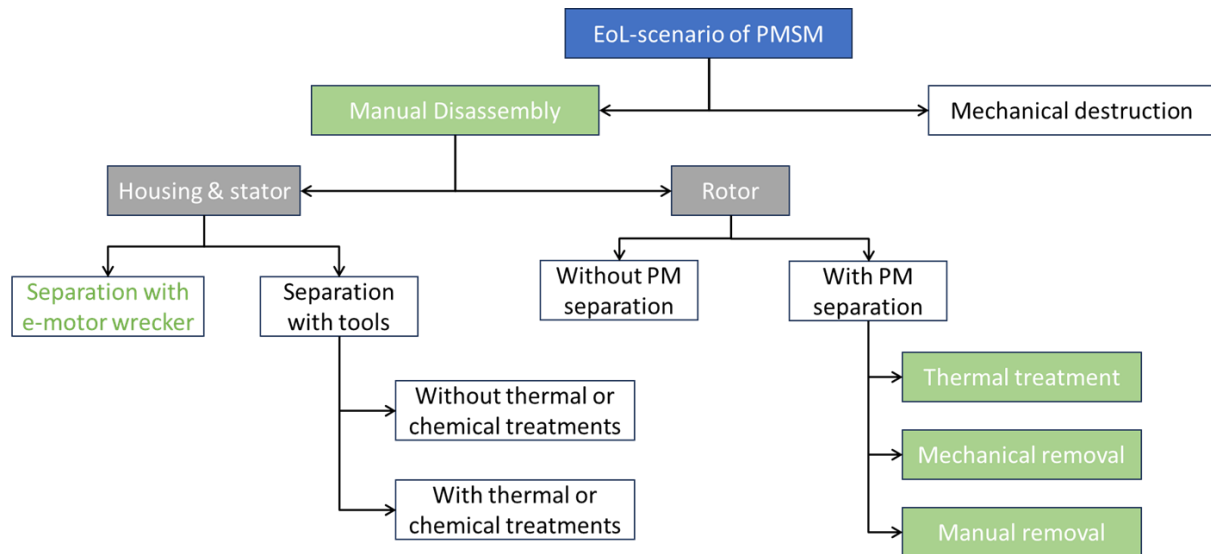 EoL-scenario of PMSM
Manual Disassembly
Mechanical destruction
Housing & stator
Rotor
Separation with
e-motor wrecker
Separation
with tools
Without PM
separation
With PM
separation
Without thermal or
chemical treatments
With thermal or
chemical treatments
Thermal treatment
Mechanical removal
Manual removal